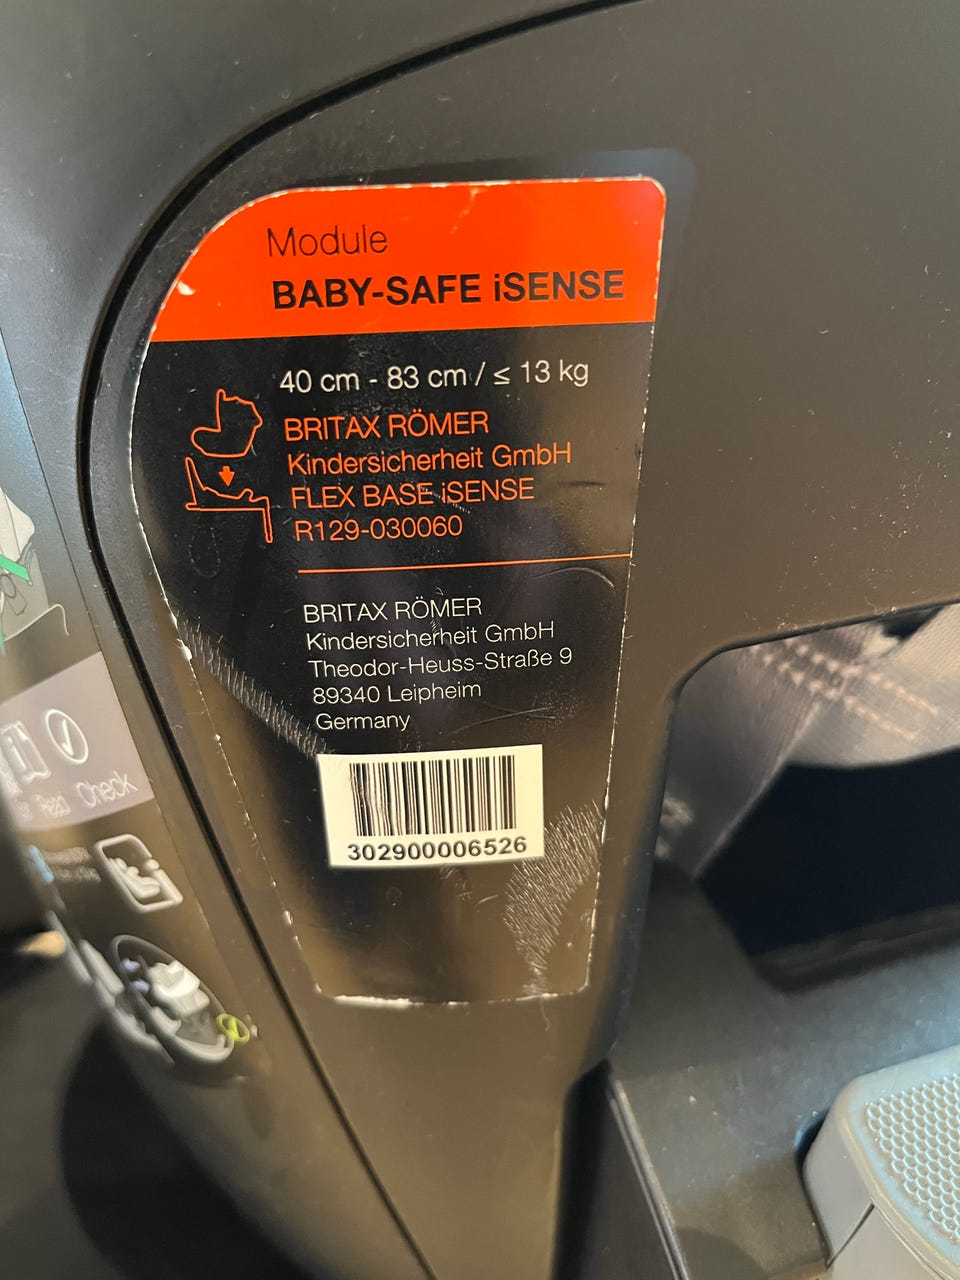 Module
BABY-SAFE iSENSE
40 cm - 83 cm / ≤ 13 kg
BRITAX RÖMER
Kindersicherheit GmbH
FLEX BASE iSENSE
R129-030060
BRITAX RÖMER
Kindersicherheit GmbH
Theodor-Heuss-Straße 9
89340 Leipheim
Germany
302900006526
Read Check